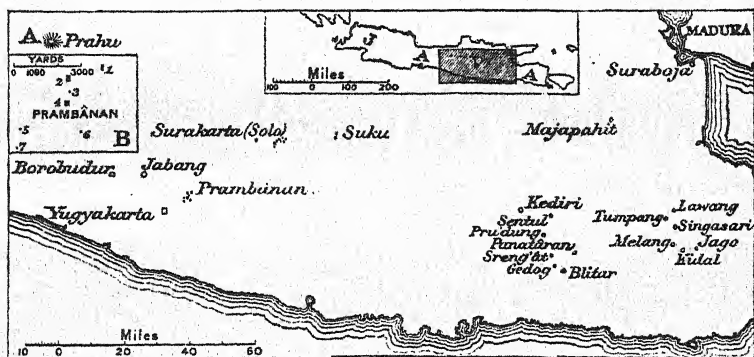 A Prahu
YARDS
0 1000 3000
1
2
3
4
PRAMBÂNAN
5 6
7
B
J A V A
A
Miles
100 0 200
MADURA
Suraboja
Surakarta (Solo)
Suku
Majapahit
Borobudur
Jabang
Prambanan
Yugyakarta
Kediri
Sentul
Prudung
Panataran
Sreng'at
Gedog
Blitar
Tumpang
Lawang
Singasari
Melang
Jago
Kidal
Miles
10 0 20 40 60